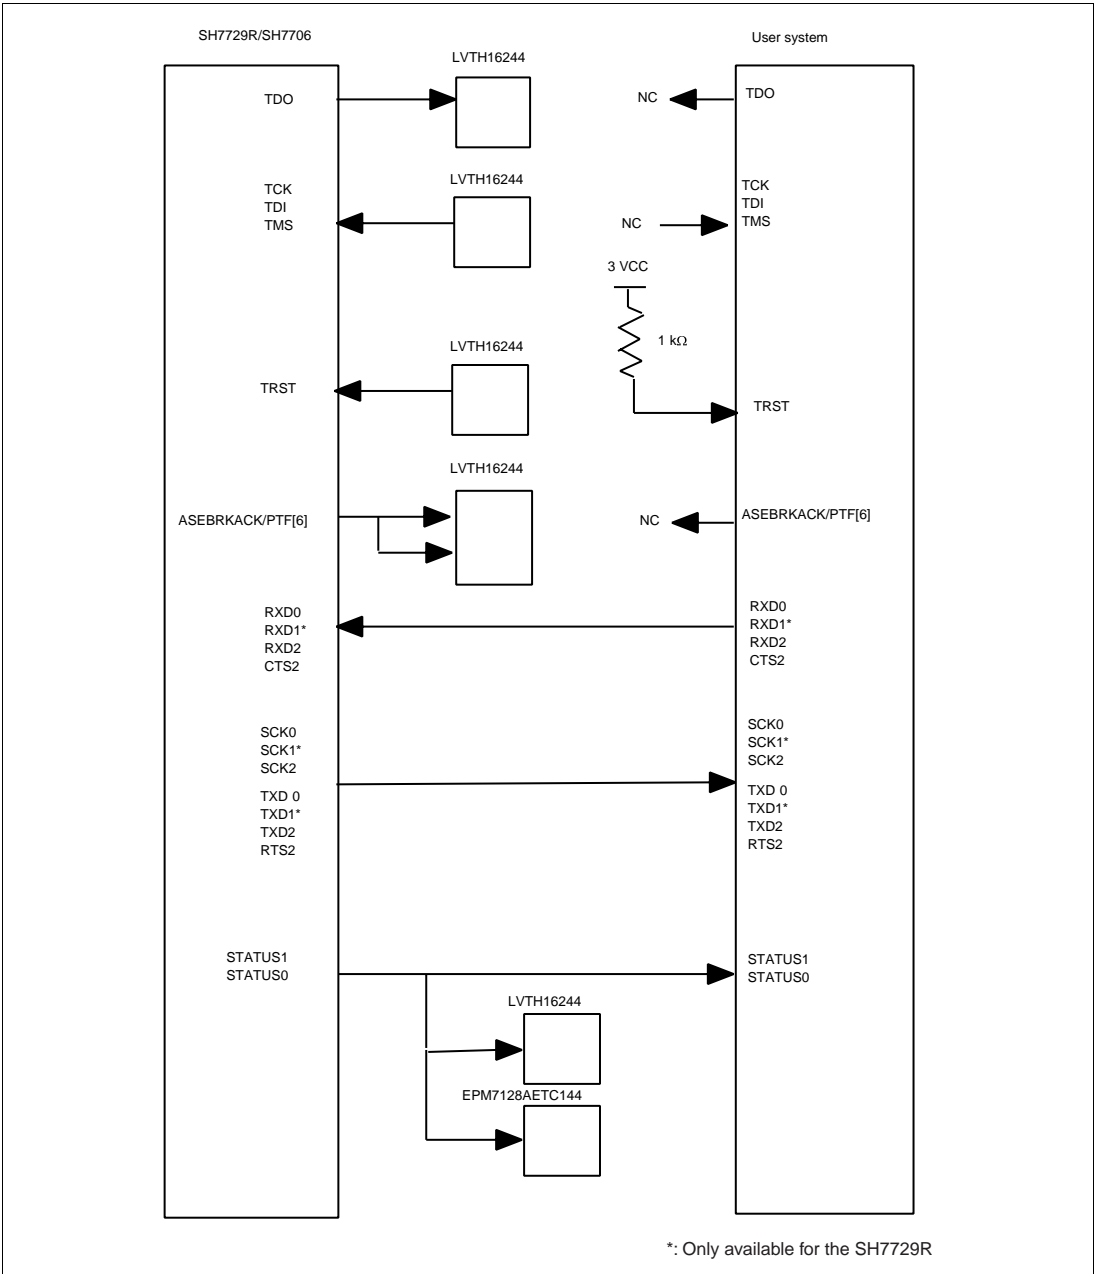 SH7729R/SH7706
User system
LVTH16244
TDO
NC
TDO
LVTH16244
TCK
TDI
TMS
NC
TCK
TDI
TMS
3 VCC
1 kΩ
LVTH16244
TRST
TRST
LVTH16244
ASEBRKACK/PTF[6]
NC
ASEBRKACK/PTF[6]
RXD0
RXD1*
RXD2
CTS2
RXD0
RXD1*
RXD2
CTS2
SCK0
SCK1*
SCK2
TXD 0
TXD1*
TXD2
RTS2
SCK0
SCK1*
SCK2
TXD 0
TXD1*
TXD2
RTS2
STATUS1
STATUS0
STATUS1
STATUS0
LVTH16244
EPM7128AETC144
*: Only available for the SH7729R